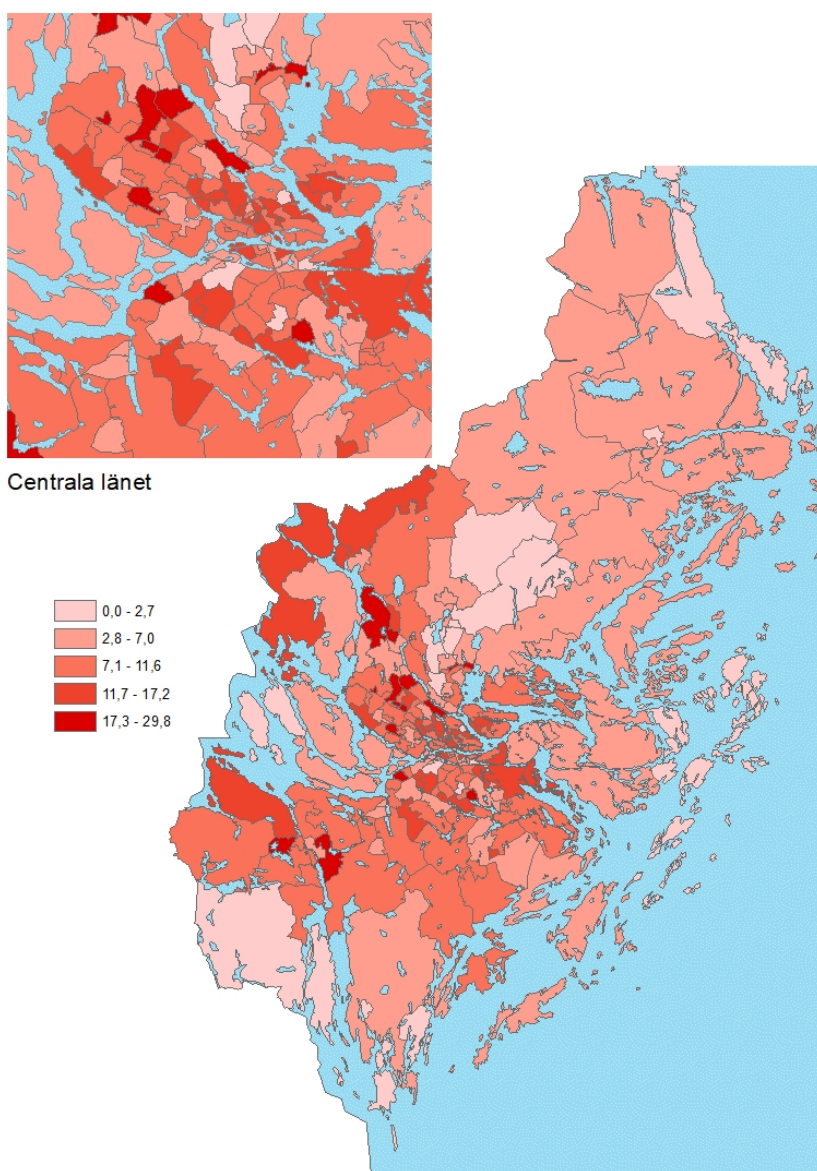 Centrala länet
0,0 - 2,7
2,8 - 7,0
7,1 - 11,6
11,7 - 17,2
17,3 - 29,8